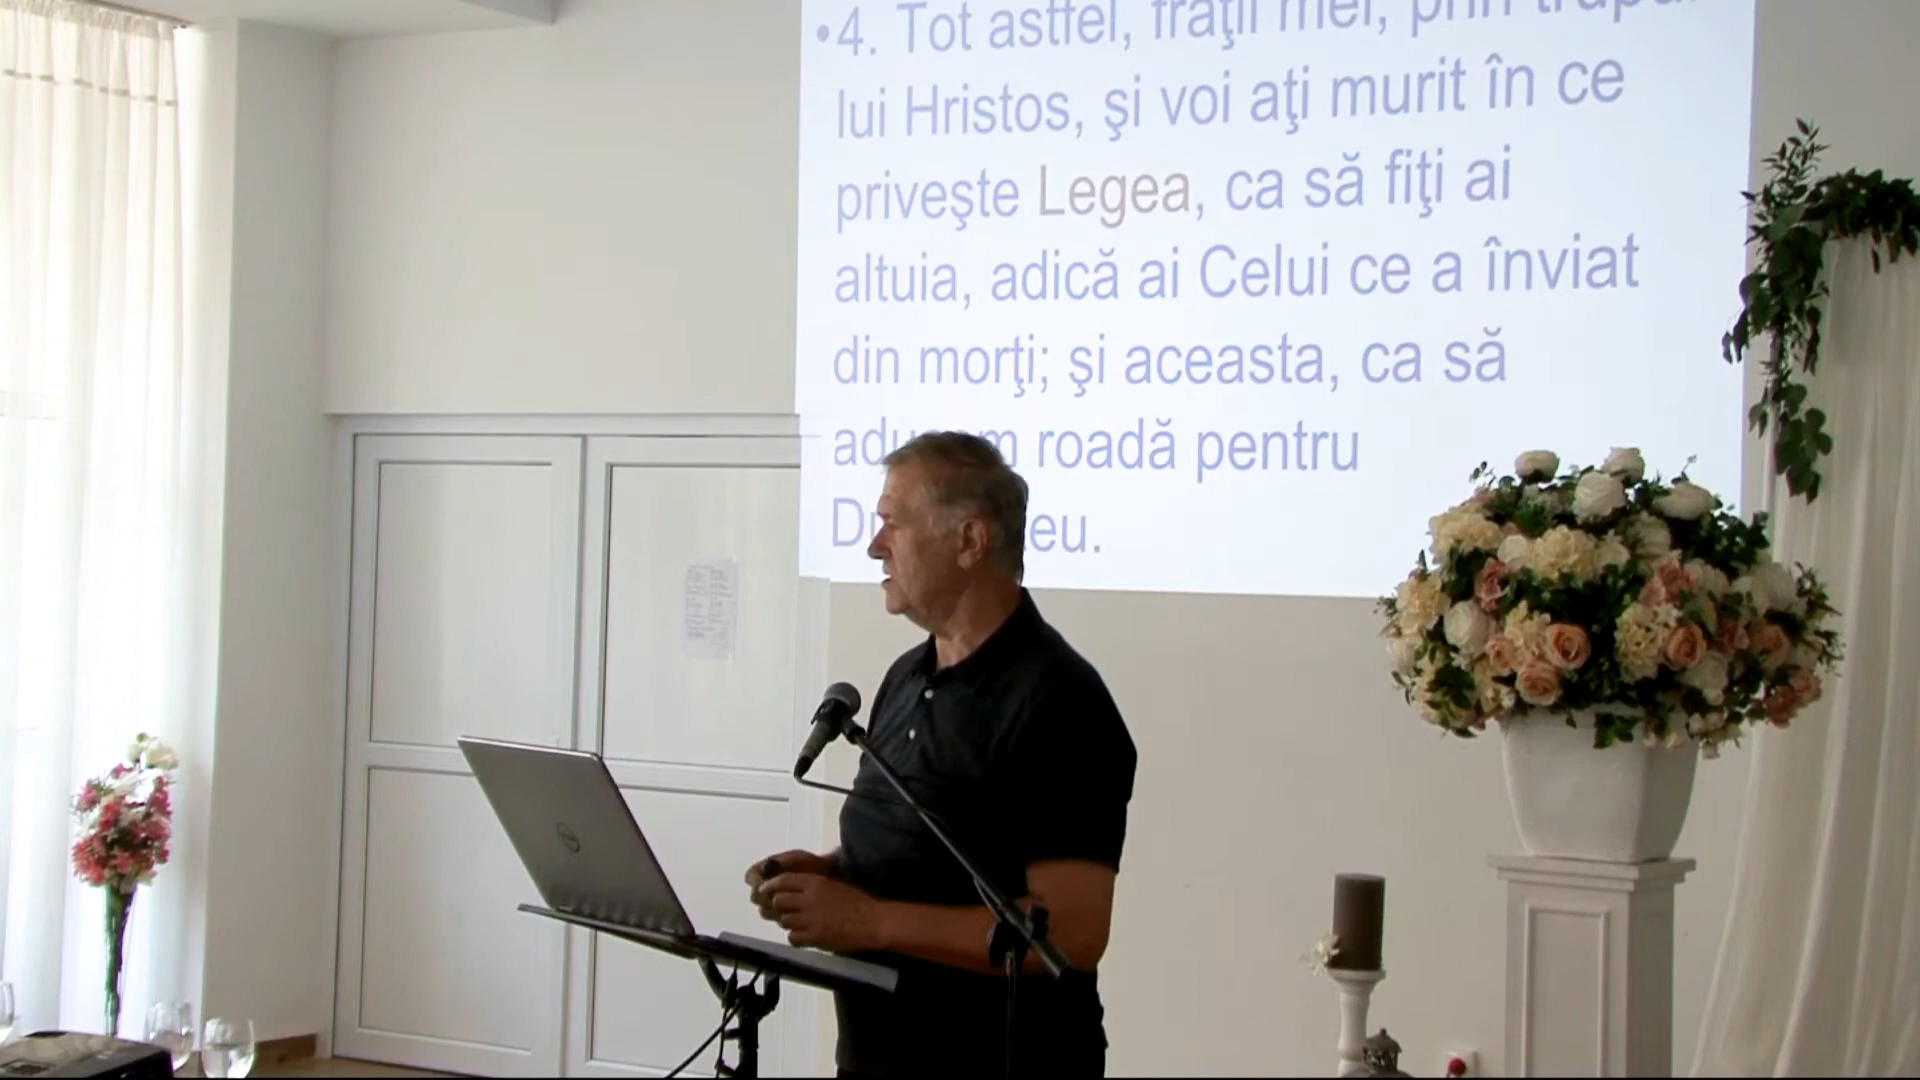 •4. Tot astfel, fraţii mei, prin trupul
lui Hristos, şi voi aţi murit în ce
priveşte Legea, ca să fiţi ai
altuia, adică ai Celui ce a înviat
din morţi; şi aceasta, ca să
roadă pentru